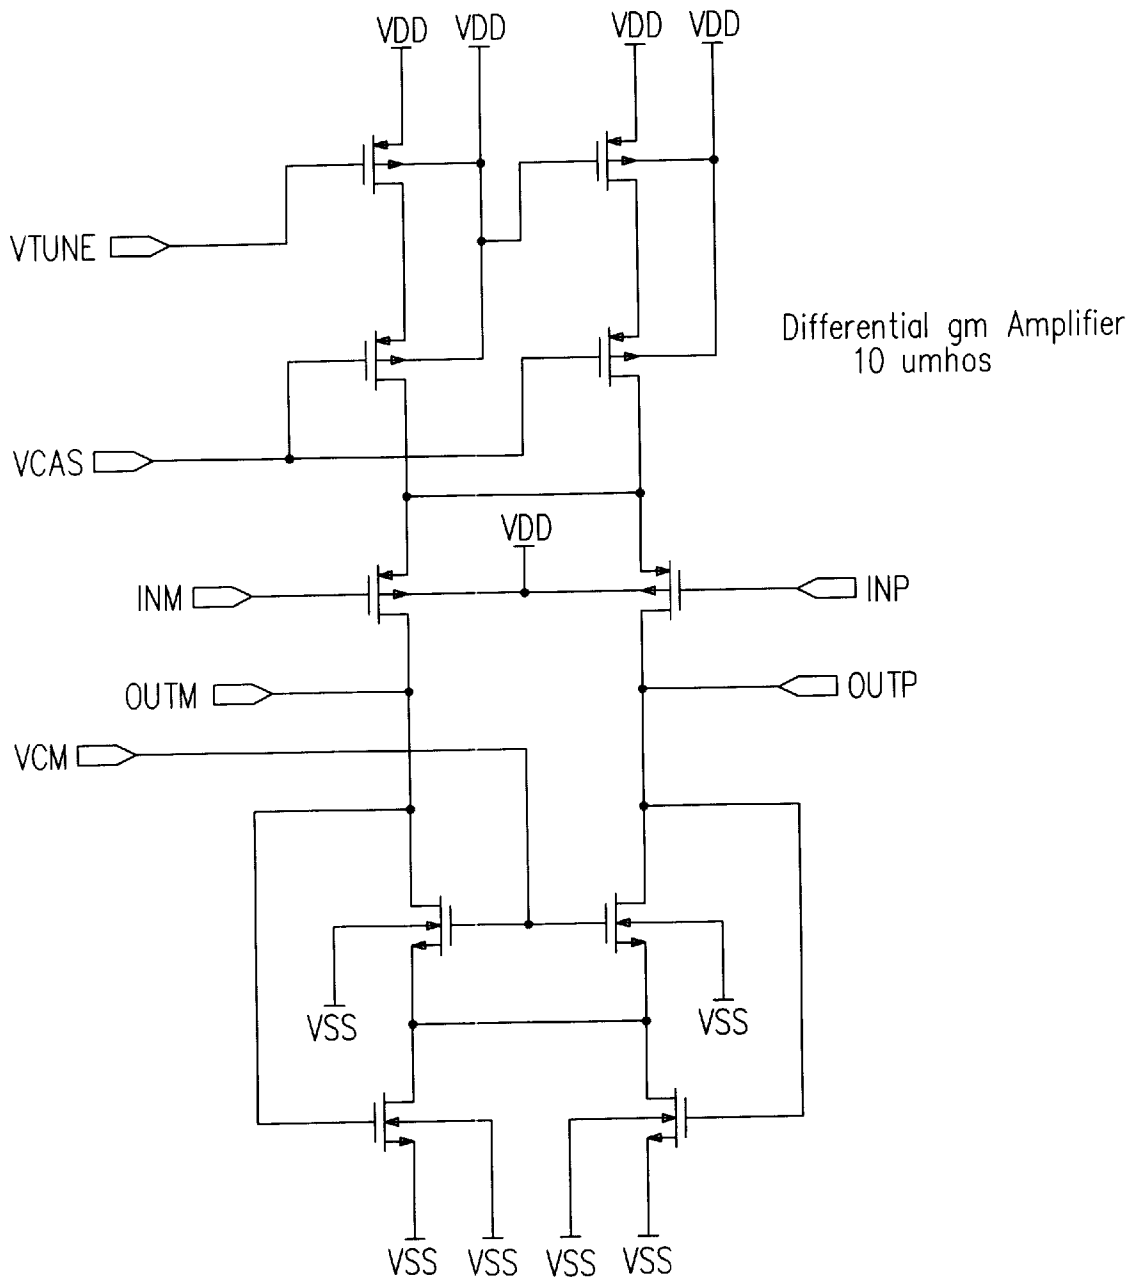 VDD VDD VDD VDD
VTUNE
Differential gm Amplifier
10 umhos
VCAS
VDD
INM
INP
OUTM
OUTP
VCM
VSS
VSS
VSS VSS VSS VSS